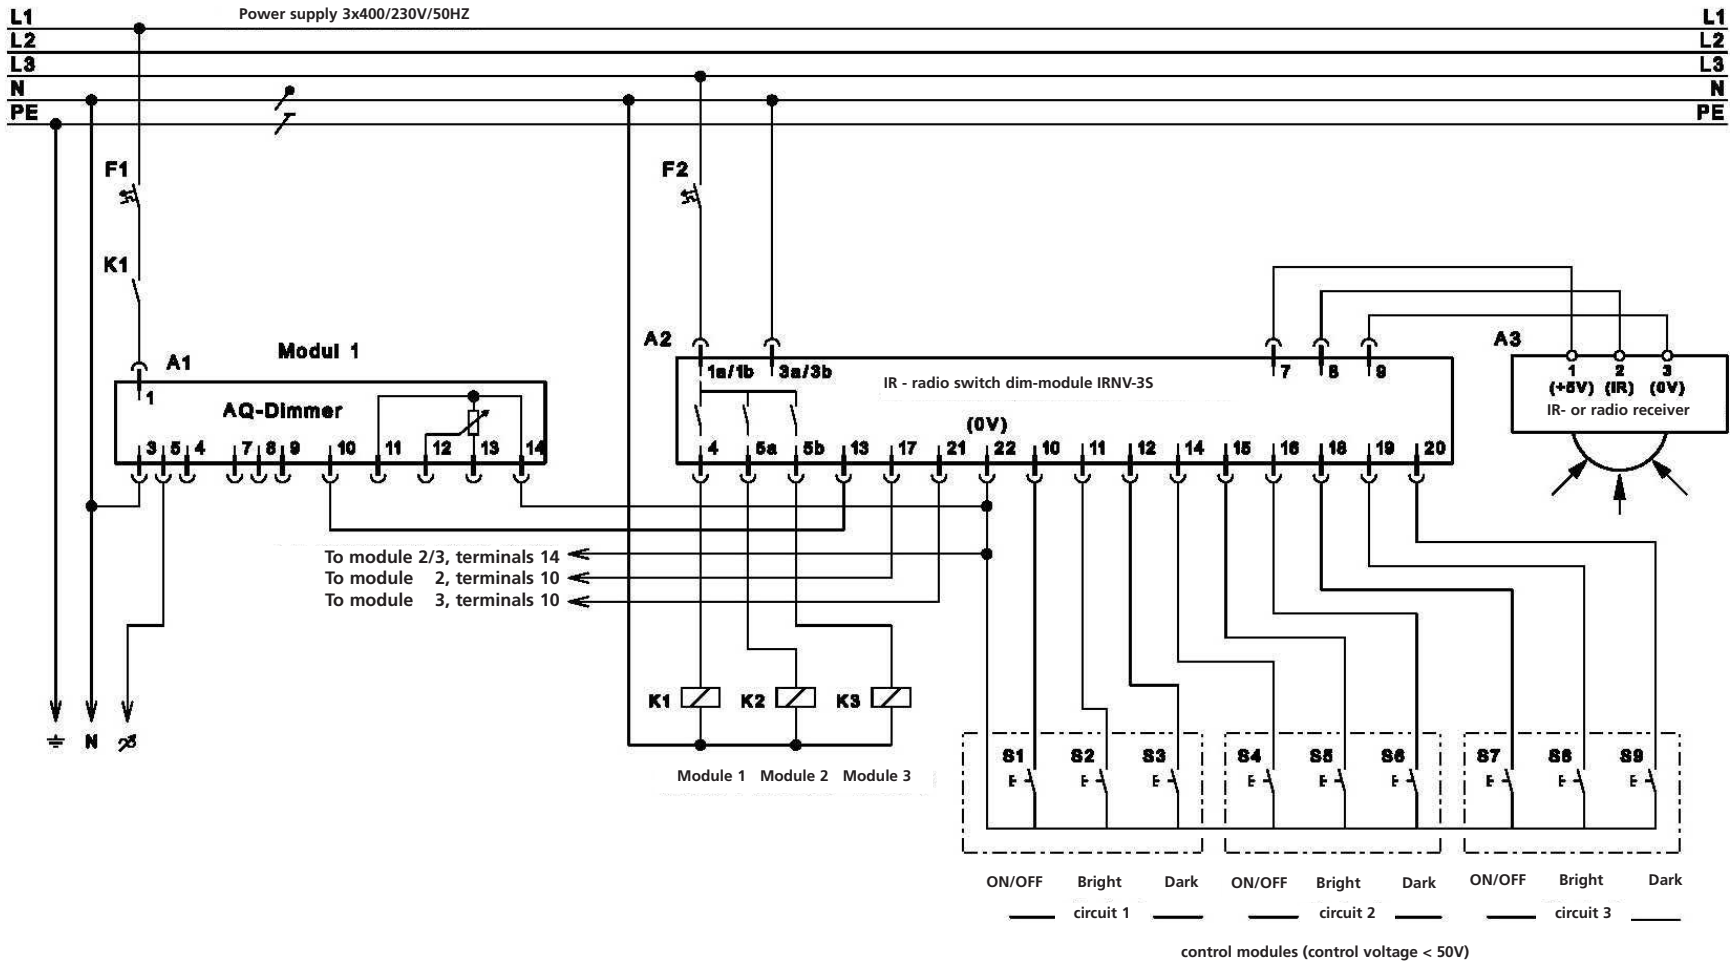 Power supply 3x400/230V/50HZ
L1 L1
L2 L2
L3 L3
N N
PE PE
F1 F2
K1
A1 Modul 1 A2 A3
1 1a/1b 3a/3b 7 8 9 1 2 3
(+5V) (IR) (0V)
AQ-Dimmer IR - radio switch dim-module IRNV-3S IR- or radio receiver
(0V)
3 5 4 7 8 9 10 11 12 13 14 4 5a 5b 13 17 21 22 10 11 12 14 15 16 18 19 20
To module 2/3, terminals 14
To module 2, terminals 10
To module 3, terminals 10
K1 K2 K3
N
Module 1 Module 2 Module 3
S1 S2 S3 S4 S5 S6 S7 S8 S9
ON/OFF Bright Dark ON/OFF Bright Dark ON/OFF Bright Dark
circuit 1 circuit 2 circuit 3
control modules (control voltage < 50V)